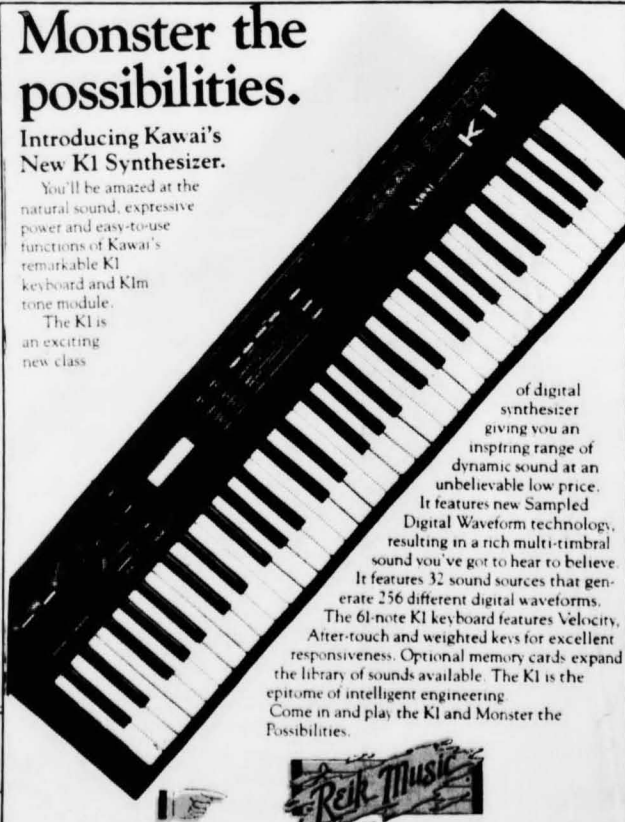 Monster the
possibilities.
Introducing Kawai's
New K1 Synthesizer.
You'll be amazed at the
natural sound, expressive
power and easy-to-use
functions of Kawai's
remarkable K1
keyboard and K1m
tone module.
The K1 is
an exciting
new class
K1
of digital
synthesizer
giving you an
inspiring range of
dynamic sound at an
unbelievable low price.
It features new Sampled
Digital Waveform technology,
resulting in a rich multi-timbral
sound you've got to hear to believe.
It features 32 sound sources that gen-
erate 256 different digital waveforms.
The 61-note K1 keyboard features Velocity,
After-touch and weighted keys for excellent
responsiveness. Optional memory cards expand
the library of sounds available. The K1 is the
epitome of intelligent engineering.
Come in and play the K1 and Monster the
Possibilities.
Reik Music